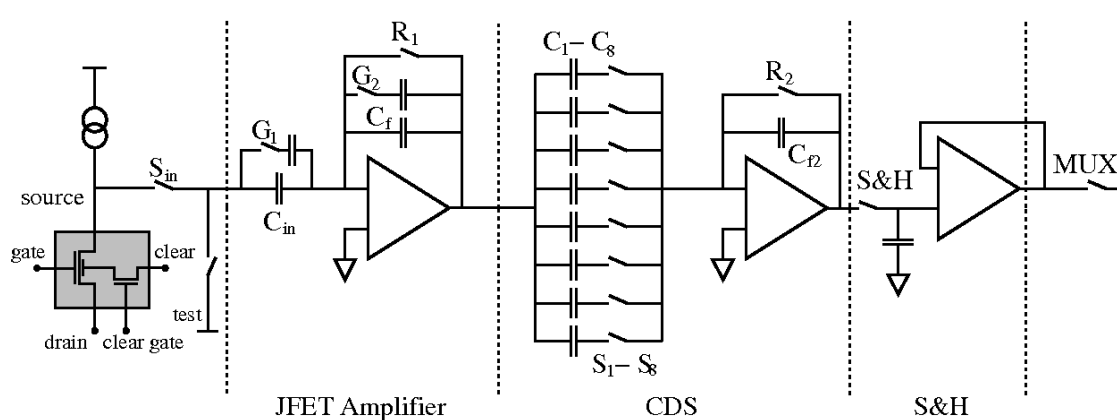 R1
C1– C8
G2
R2
Cf
G1
Cf2
Sin
S&H
MUX
source
Cin
gate
clear
test
drain
clear gate
S1– S8
JFET Amplifier
CDS
S&H